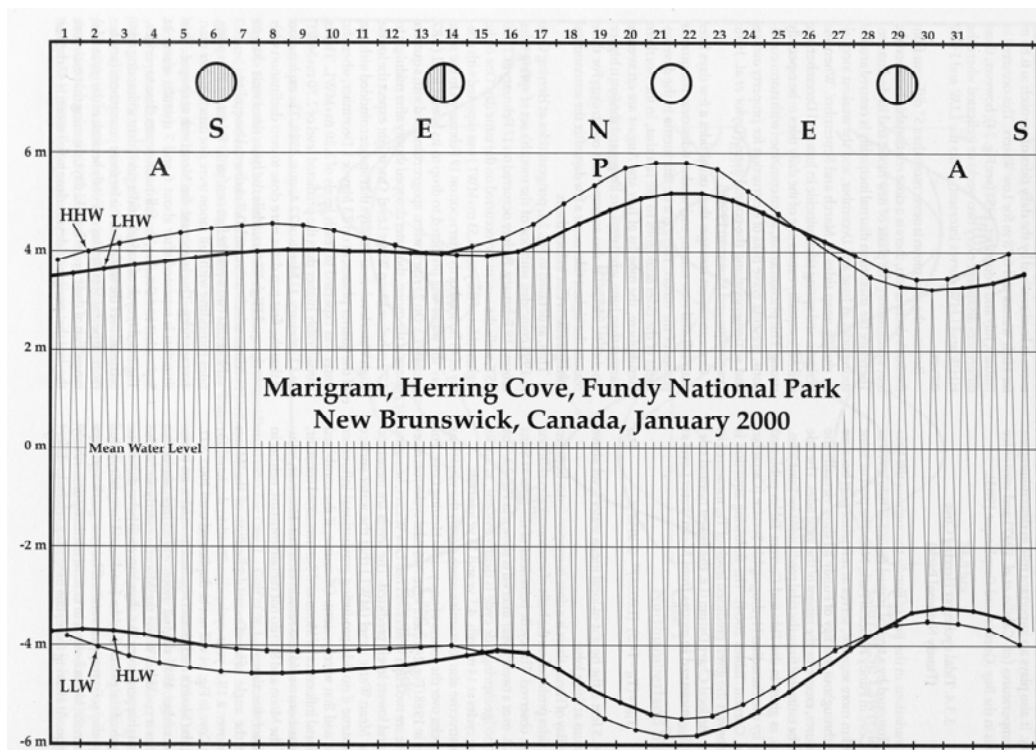 1 2 3 4 5 6 7 8 9 10 11 12 13 14 15 16 17 18 19 20 21 22 23 24 25 26 27 28 29 30 31
S E N E S
A P A
6 m
HHW LHW
4 m
2 m
Marigram, Herring Cove, Fundy National Park
New Brunswick, Canada, January 2000
0 m
Mean Water Level
-2 m
-4 m
LLW HLW
-6 m